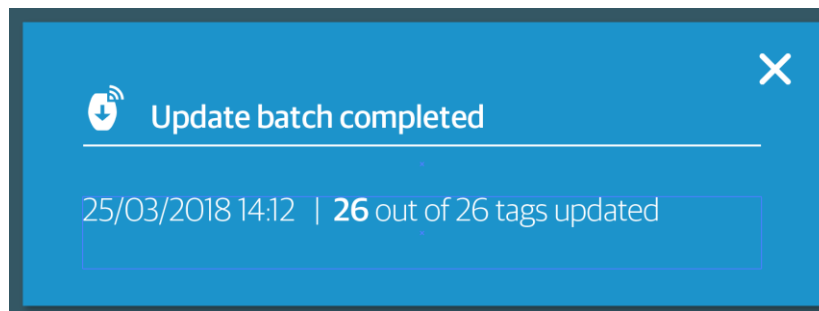 Update batch completed
25/03/2018 14:12 | 26 out of 26 tags updated